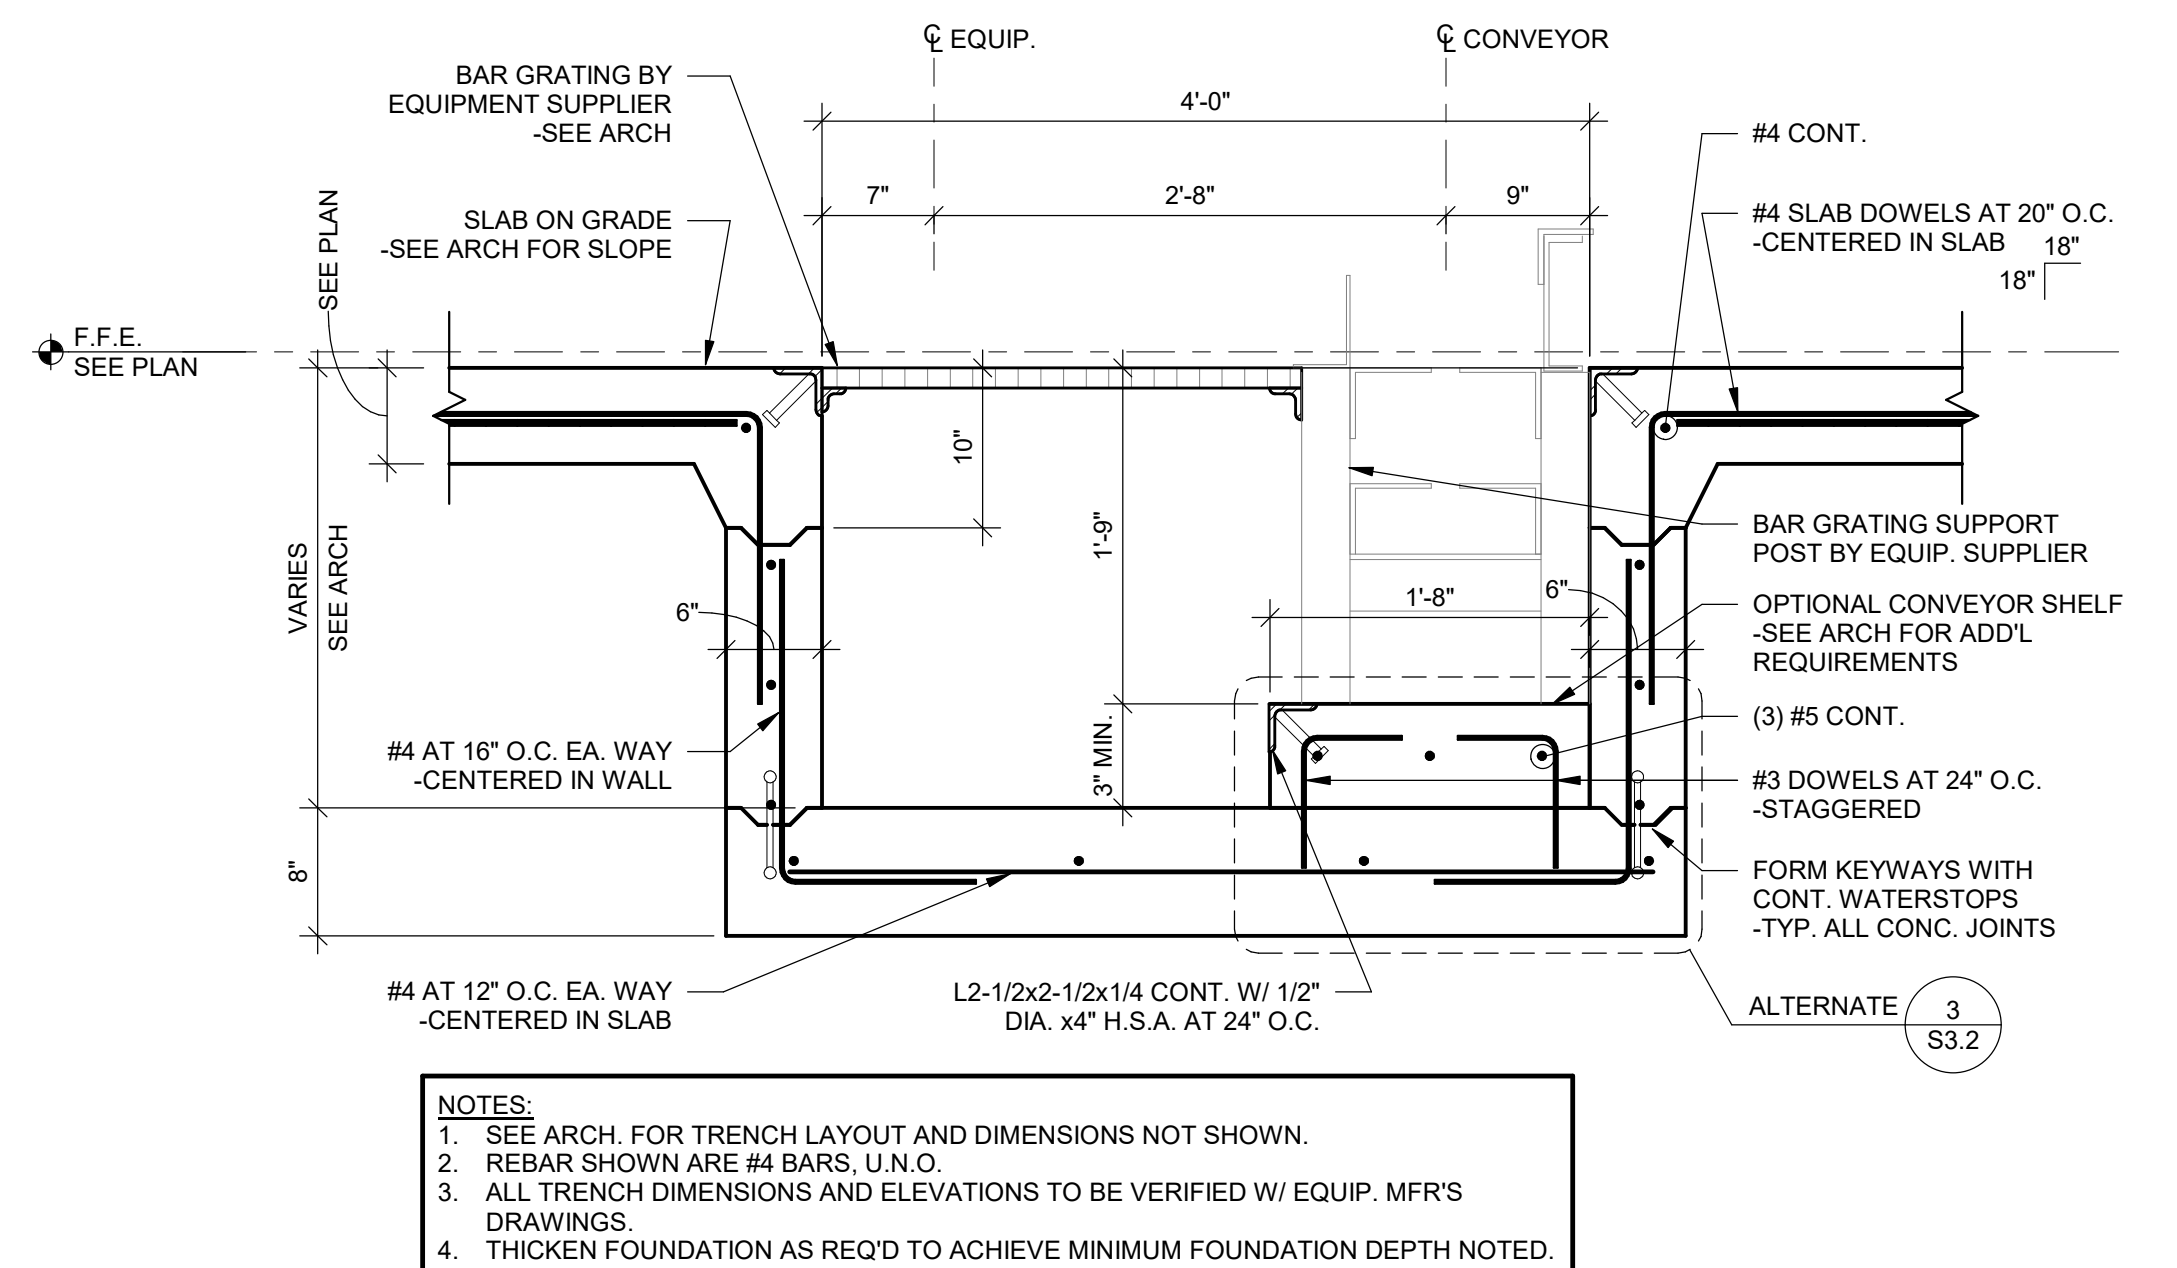 ℄ EQUIP.
℄ CONVEYOR
BAR GRATING BY
EQUIPMENT SUPPLIER
-SEE ARCH
4'-0"
#4 CONT.
7"
2'-8"
9"
SLAB ON GRADE
-SEE ARCH FOR SLOPE
#4 SLAB DOWELS AT 20" O.C.
-CENTERED IN SLAB
18"
18"
SEE PLAN
F.F.E.
SEE PLAN
10"
1'-9"
BAR GRATING SUPPORT
POST BY EQUIP. SUPPLIER
VARIES
SEE ARCH
6"
1'-8"
6"
OPTIONAL CONVEYOR SHELF
-SEE ARCH FOR ADD'L
REQUIREMENTS
(3) #5 CONT.
#4 AT 16" O.C. EA. WAY
-CENTERED IN WALL
3" MIN.
#3 DOWELS AT 24" O.C.
-STAGGERED
8"
FORM KEYWAYS WITH
CONT. WATERSTOPS
-TYP. ALL CONC. JOINTS
#4 AT 12" O.C. EA. WAY
-CENTERED IN SLAB
L2-1/2x2-1/2x1/4 CONT. W/ 1/2"
DIA. x4" H.S.A. AT 24" O.C.
ALTERNATE
3
S3.2
NOTES:
1. SEE ARCH. FOR TRENCH LAYOUT AND DIMENSIONS NOT SHOWN.
2. REBAR SHOWN ARE #4 BARS, U.N.O.
3. ALL TRENCH DIMENSIONS AND ELEVATIONS TO BE VERIFIED W/ EQUIP. MFR'S
DRAWINGS.
4. THICKEN FOUNDATION AS REQ'D TO ACHIEVE MINIMUM FOUNDATION DEPTH NOTED.